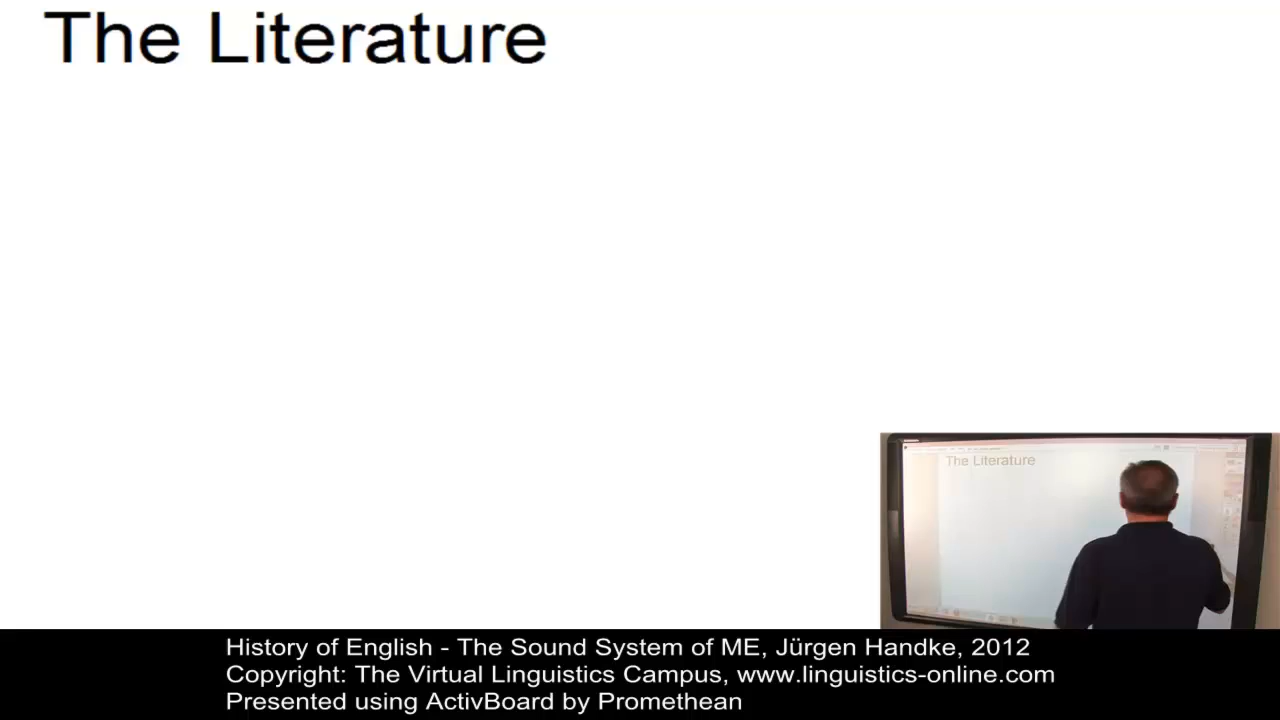 The Literature
The Literature
History of English - The Sound System of ME, Jürgen Handke, 2012
Copyright: The Virtual Linguistics Campus, www.linguistics-online.com
Presented using ActivBoard by Promethean